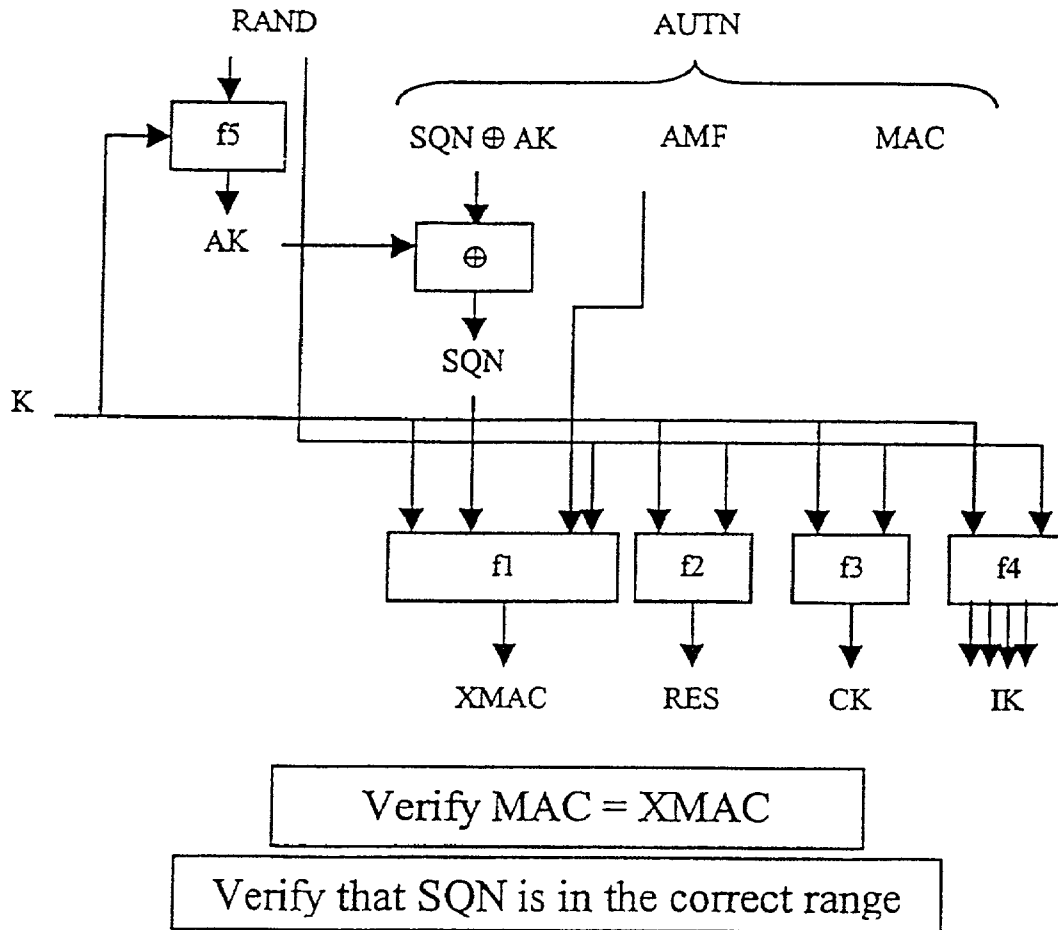 RAND AUTN
f5 SQN ⊕ AK AMF MAC
AK ⊕
SQN
K
f1 f2 f3 f4
XMAC RES CK IK
Verify MAC = XMAC
Verify that SQN is in the correct range